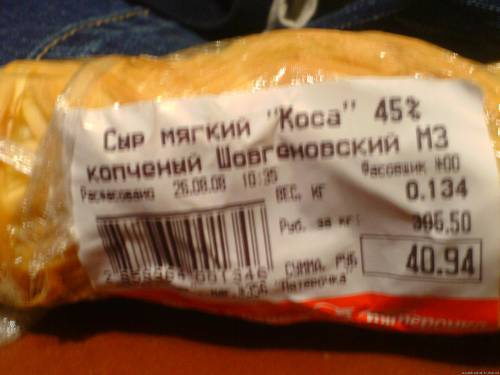 Сыр мягкий "Коса" 45%
копченый Шовгеновский МЗ
Расфасовано 26.08.08 10:35
Фасовщик №00
ВЕС, КГ 0.134
Руб. за кг: 305.50
СУММА, РУБ 40.94